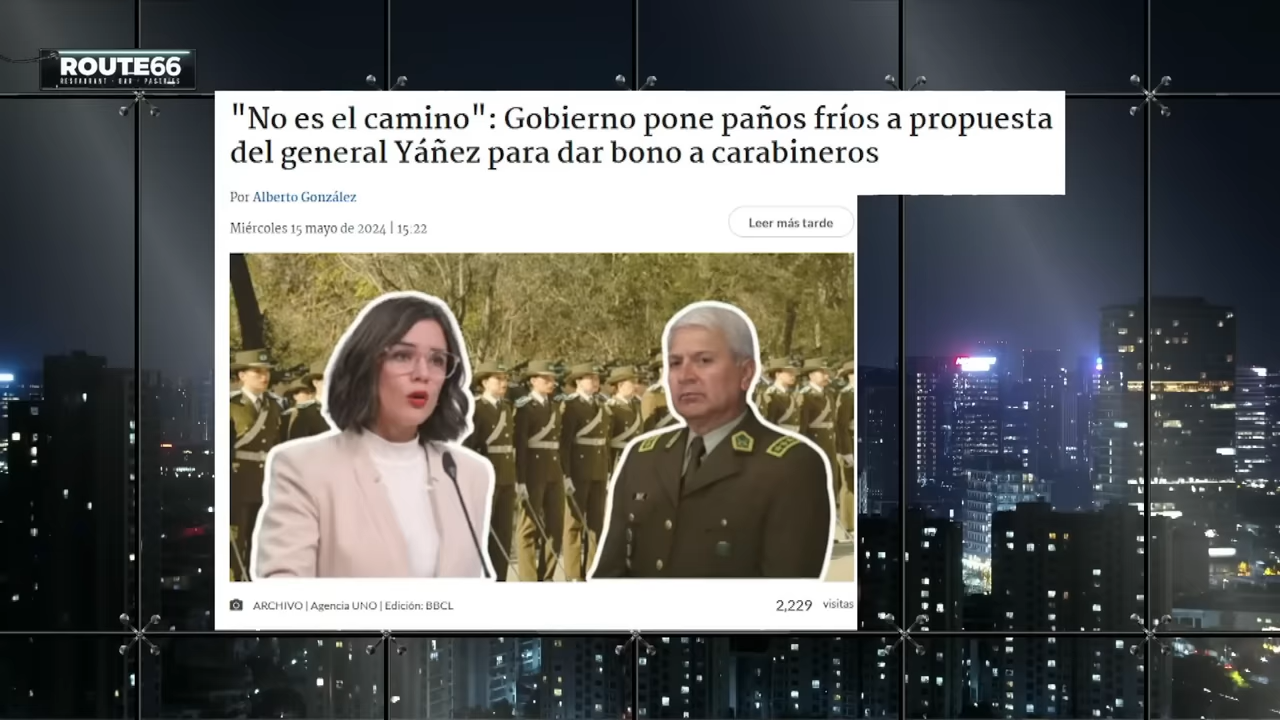 ROUTE66
RESTAURANT · BAR · PASTRIES
"No es el camino": Gobierno pone paños fríos a propuesta
del general Yáñez para dar bono a carabineros
Por Alberto González
Miércoles 15 mayo de 2024 | 15:22
Leer más tarde
ARCHIVO | Agencia UNO | Edición: BBCL
2,229 visitas